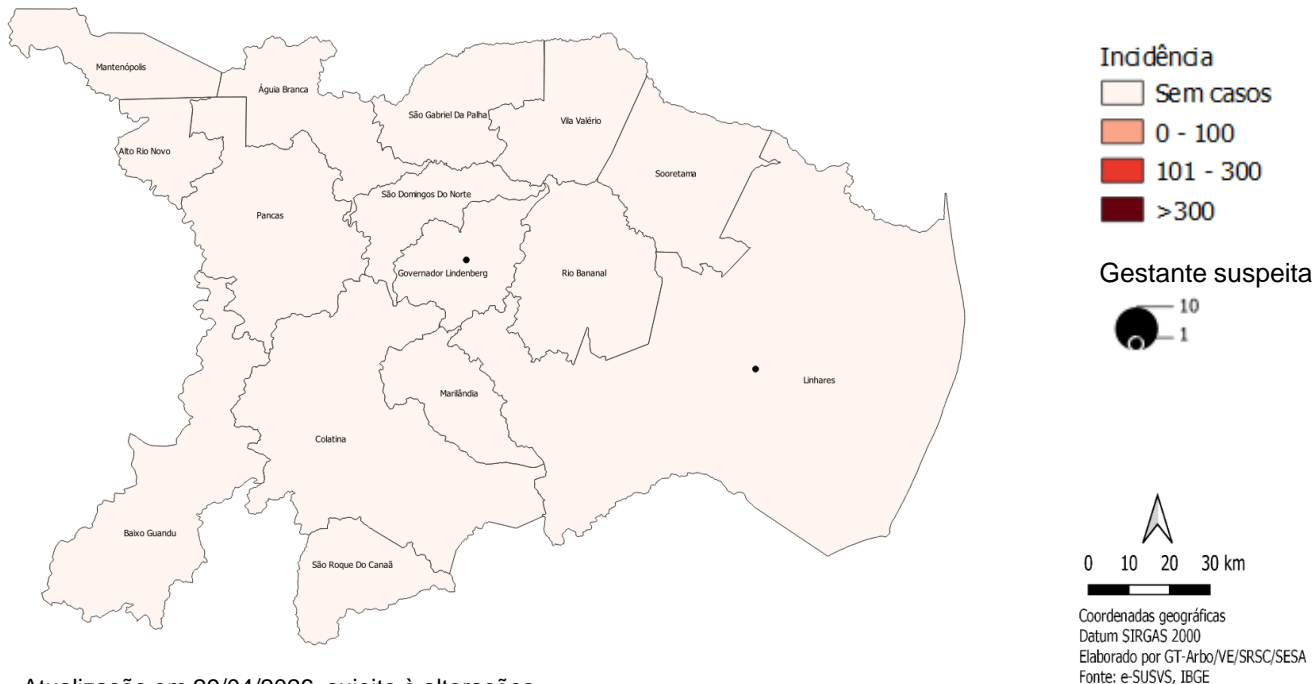 Mantenópolis
Águia Branca
São Gabriel Da Palha
Vila Valério
Alto Rio Novo
Sooretama
São Domingos Do Norte
Pancas
Governador Lindenberg
Rio Bananal
Linhares
Marilândia
Colatina
Baixo Guandu
São Roque Do Canaã
Incidência
Sem casos
0 - 100
101 - 300
>300
Gestante suspeita
10
1
0 10 20 30 km
Coordenadas geográficas
Datum SIRGAS 2000
Elaborado por GT-Arbo/VE/SRSC/SESA
Fonte: e-SUSVS, IBGE